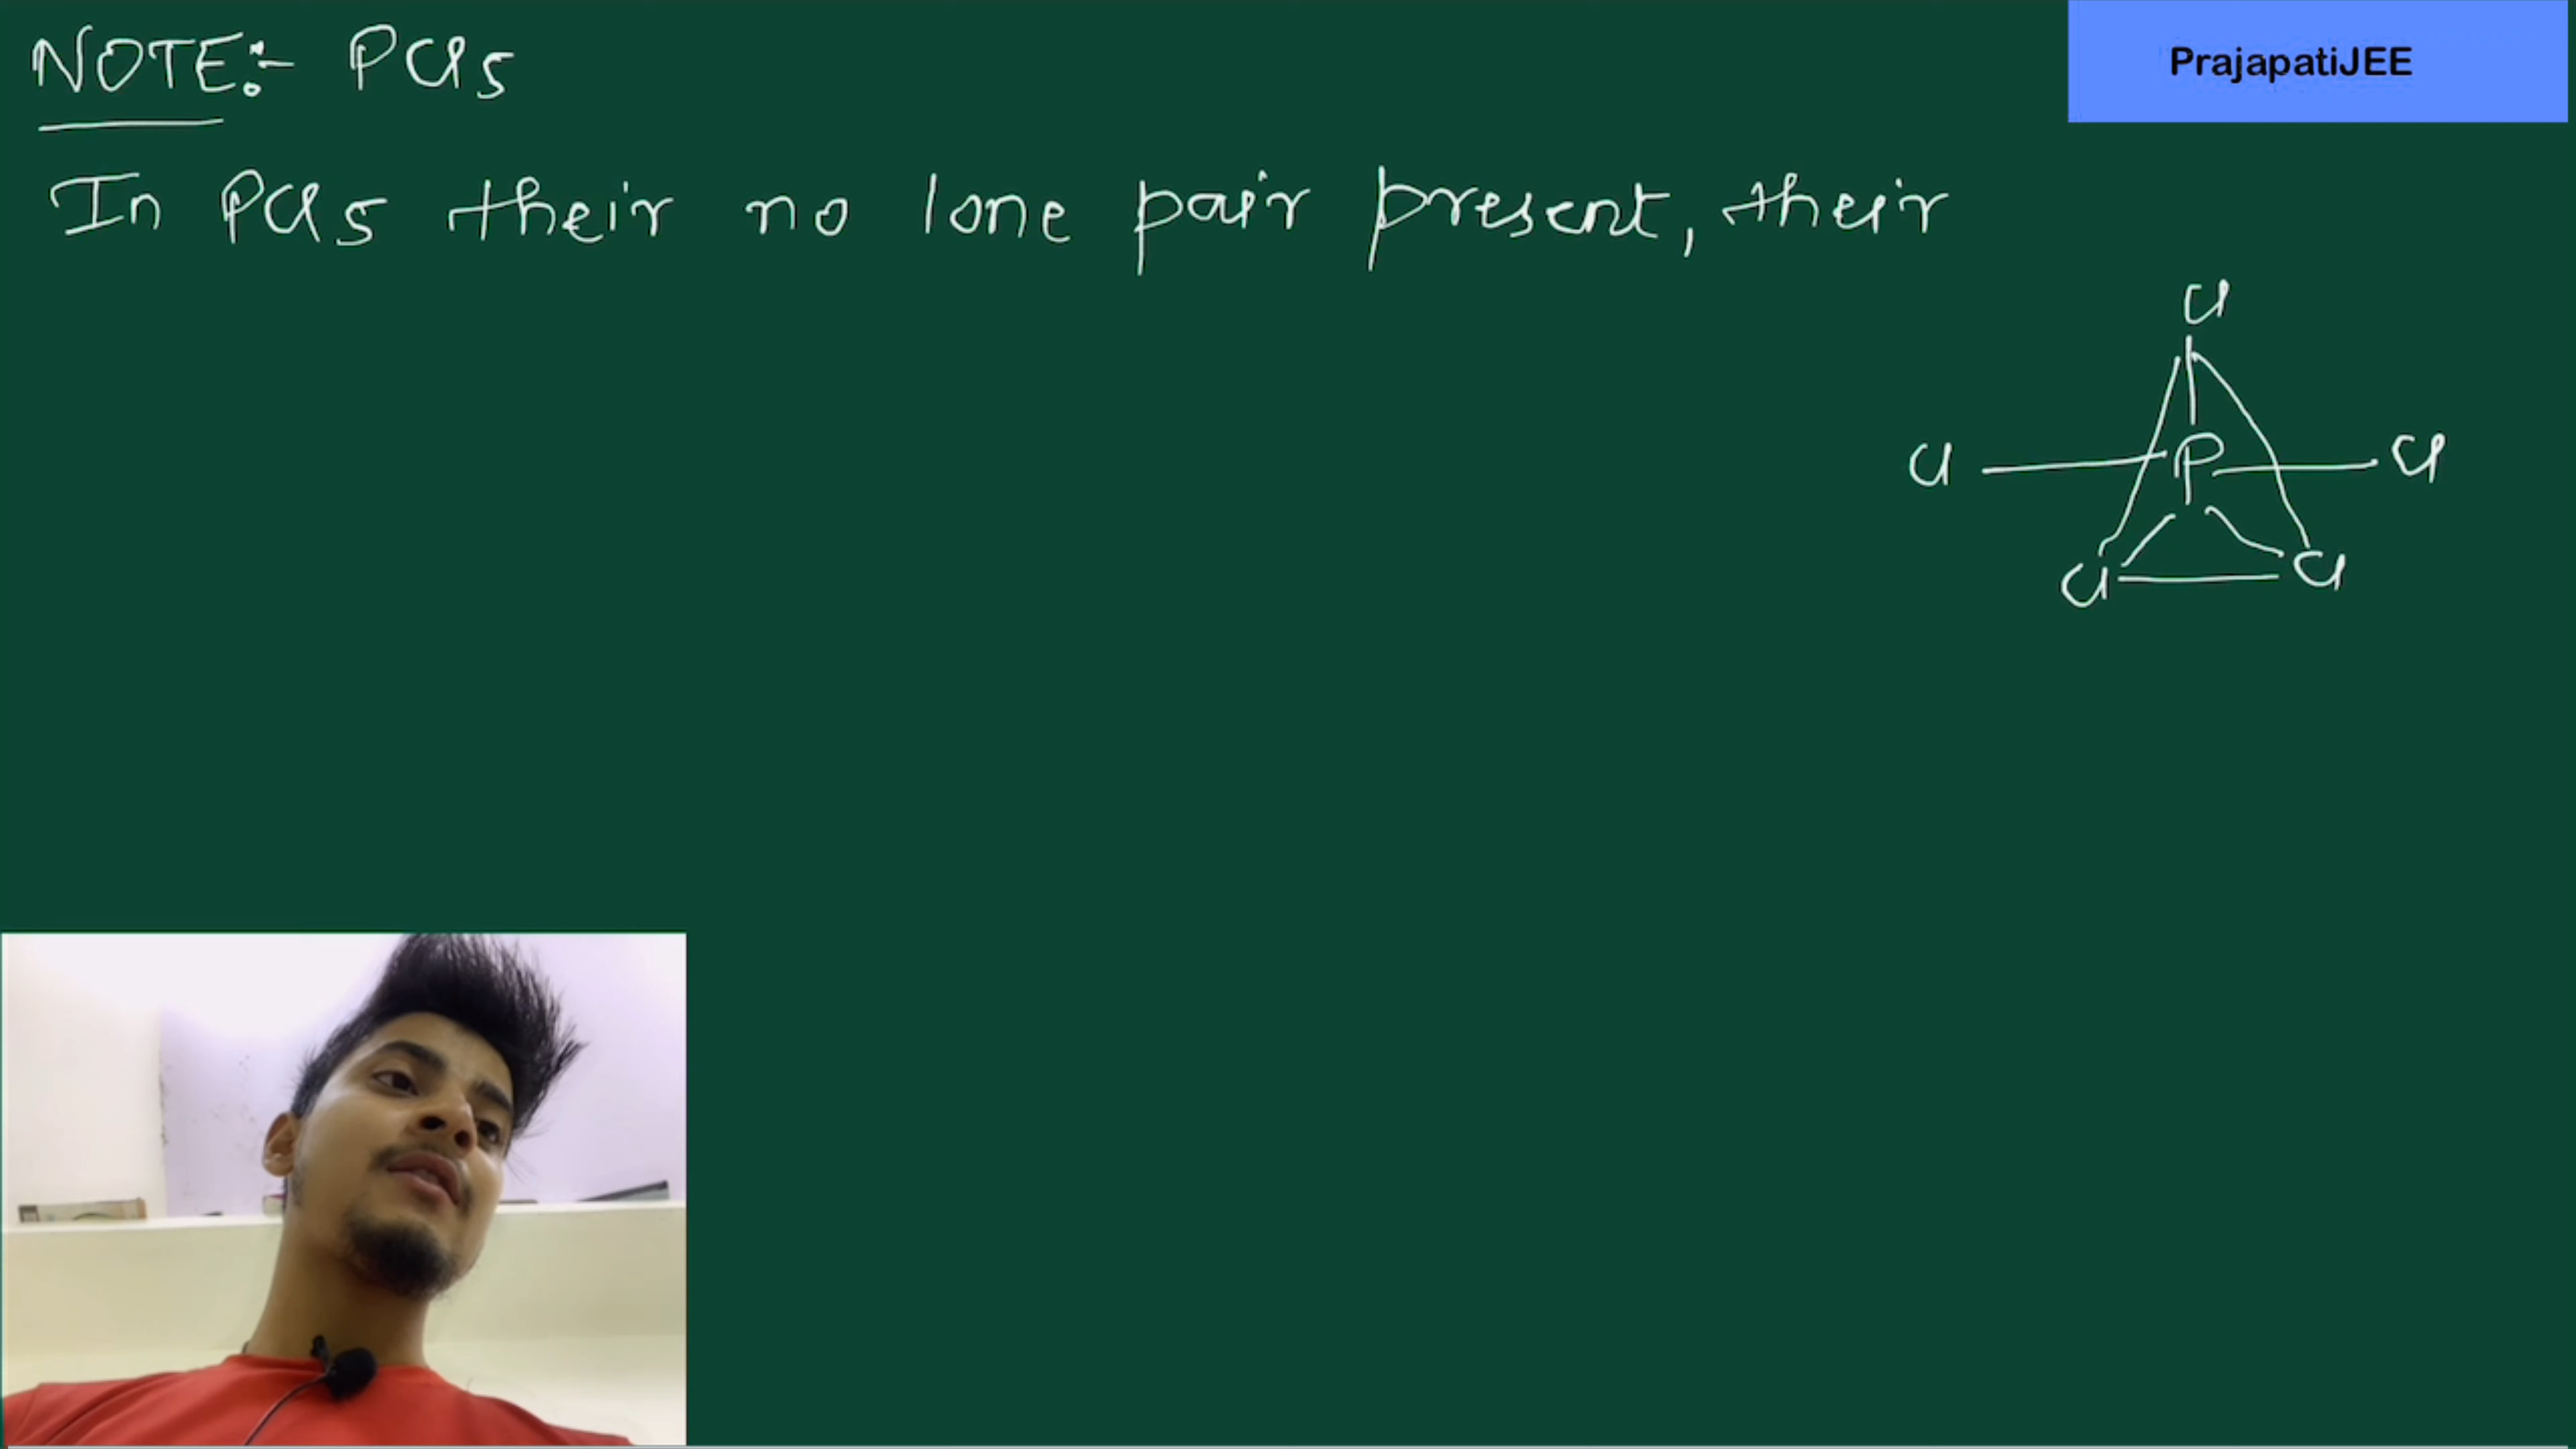 NOTE:- PCl5
PrajapatiJEE
In PCl5 their no lone pair present, their
Cl
Cl P Cl
Cl Cl